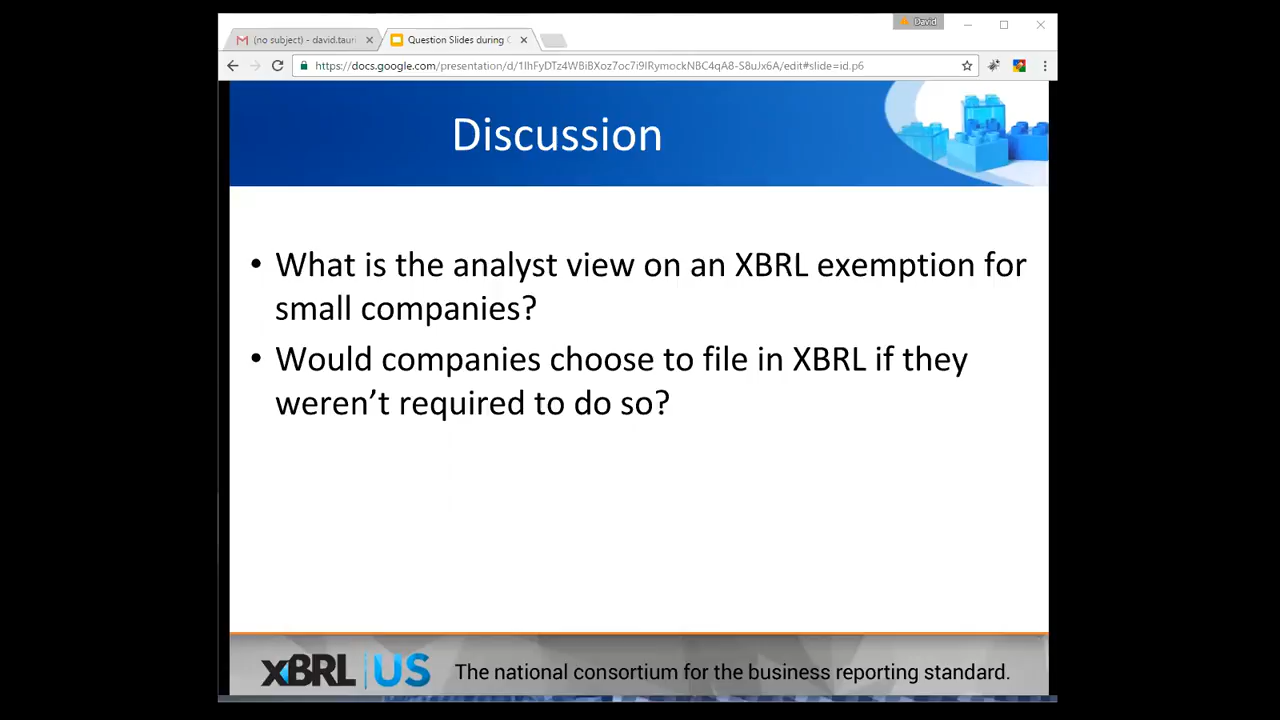 David
(no subject) - david.tauri
Question Slides during C
https://docs.google.com/presentation/d/1IhFyDTz4WBiBXoz7oc7i9IRymockNBC4qA8-S8uJx6A/edit#slide=id.p6
Discussion
• What is the analyst view on an XBRL exemption for
small companies?
• Would companies choose to file in XBRL if they
weren’t required to do so?
XBRL US
The national consortium for the business reporting standard.